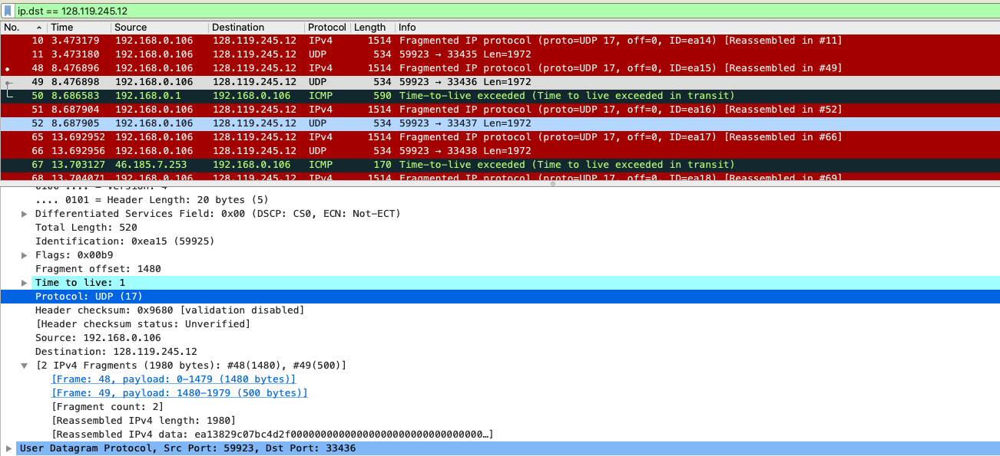 ip.dst == 128.119.245.12
No. Time Source Destination Protocol Length Info
10 3.473179 192.168.0.106 128.119.245.12 IPv4 1514 Fragmented IP protocol (proto=UDP 17, off=0, ID=ea14) [Reassembled in #11]
11 3.473180 192.168.0.106 128.119.245.12 UDP 534 59923 → 33435 Len=1972
48 8.476896 192.168.0.106 128.119.245.12 IPv4 1514 Fragmented IP protocol (proto=UDP 17, off=0, ID=ea15) [Reassembled in #49]
49 8.476898 192.168.0.106 128.119.245.12 UDP 534 59923 → 33436 Len=1972
50 8.686583 192.168.0.1 192.168.0.106 ICMP 590 Time-to-live exceeded (Time to live exceeded in transit)
51 8.687904 192.168.0.106 128.119.245.12 IPv4 1514 Fragmented IP protocol (proto=UDP 17, off=0, ID=ea16) [Reassembled in #52]
52 8.687905 192.168.0.106 128.119.245.12 UDP 534 59923 → 33437 Len=1972
65 13.692952 192.168.0.106 128.119.245.12 IPv4 1514 Fragmented IP protocol (proto=UDP 17, off=0, ID=ea17) [Reassembled in #66]
66 13.692956 192.168.0.106 128.119.245.12 UDP 534 59923 → 33438 Len=1972
67 13.703127 46.185.7.253 192.168.0.106 ICMP 170 Time-to-live exceeded (Time to live exceeded in transit)
68 13.704071 192.168.0.106 128.119.245.12 IPv4 1514 Fragmented IP protocol (proto=UDP 17, off=0, ID=ea18) [Reassembled in #69]
0100 .... = Version: 4
.... 0101 = Header Length: 20 bytes (5)
Differentiated Services Field: 0x00 (DSCP: CS0, ECN: Not-ECT)
Total Length: 520
Identification: 0xea15 (59925)
Flags: 0x00b9
Fragment offset: 1480
Time to live: 1
Protocol: UDP (17)
Header checksum: 0x9680 [validation disabled]
[Header checksum status: Unverified]
Source: 192.168.0.106
Destination: 128.119.245.12
[2 IPv4 Fragments (1980 bytes): #48(1480), #49(500)]
[Frame: 48, payload: 0-1479 (1480 bytes)]
[Frame: 49, payload: 1480-1979 (500 bytes)]
[Fragment count: 2]
[Reassembled IPv4 length: 1980]
[Reassembled IPv4 data: ea13829c07bc4d2f00000000000000000000000000000000…]
User Datagram Protocol, Src Port: 59923, Dst Port: 33436